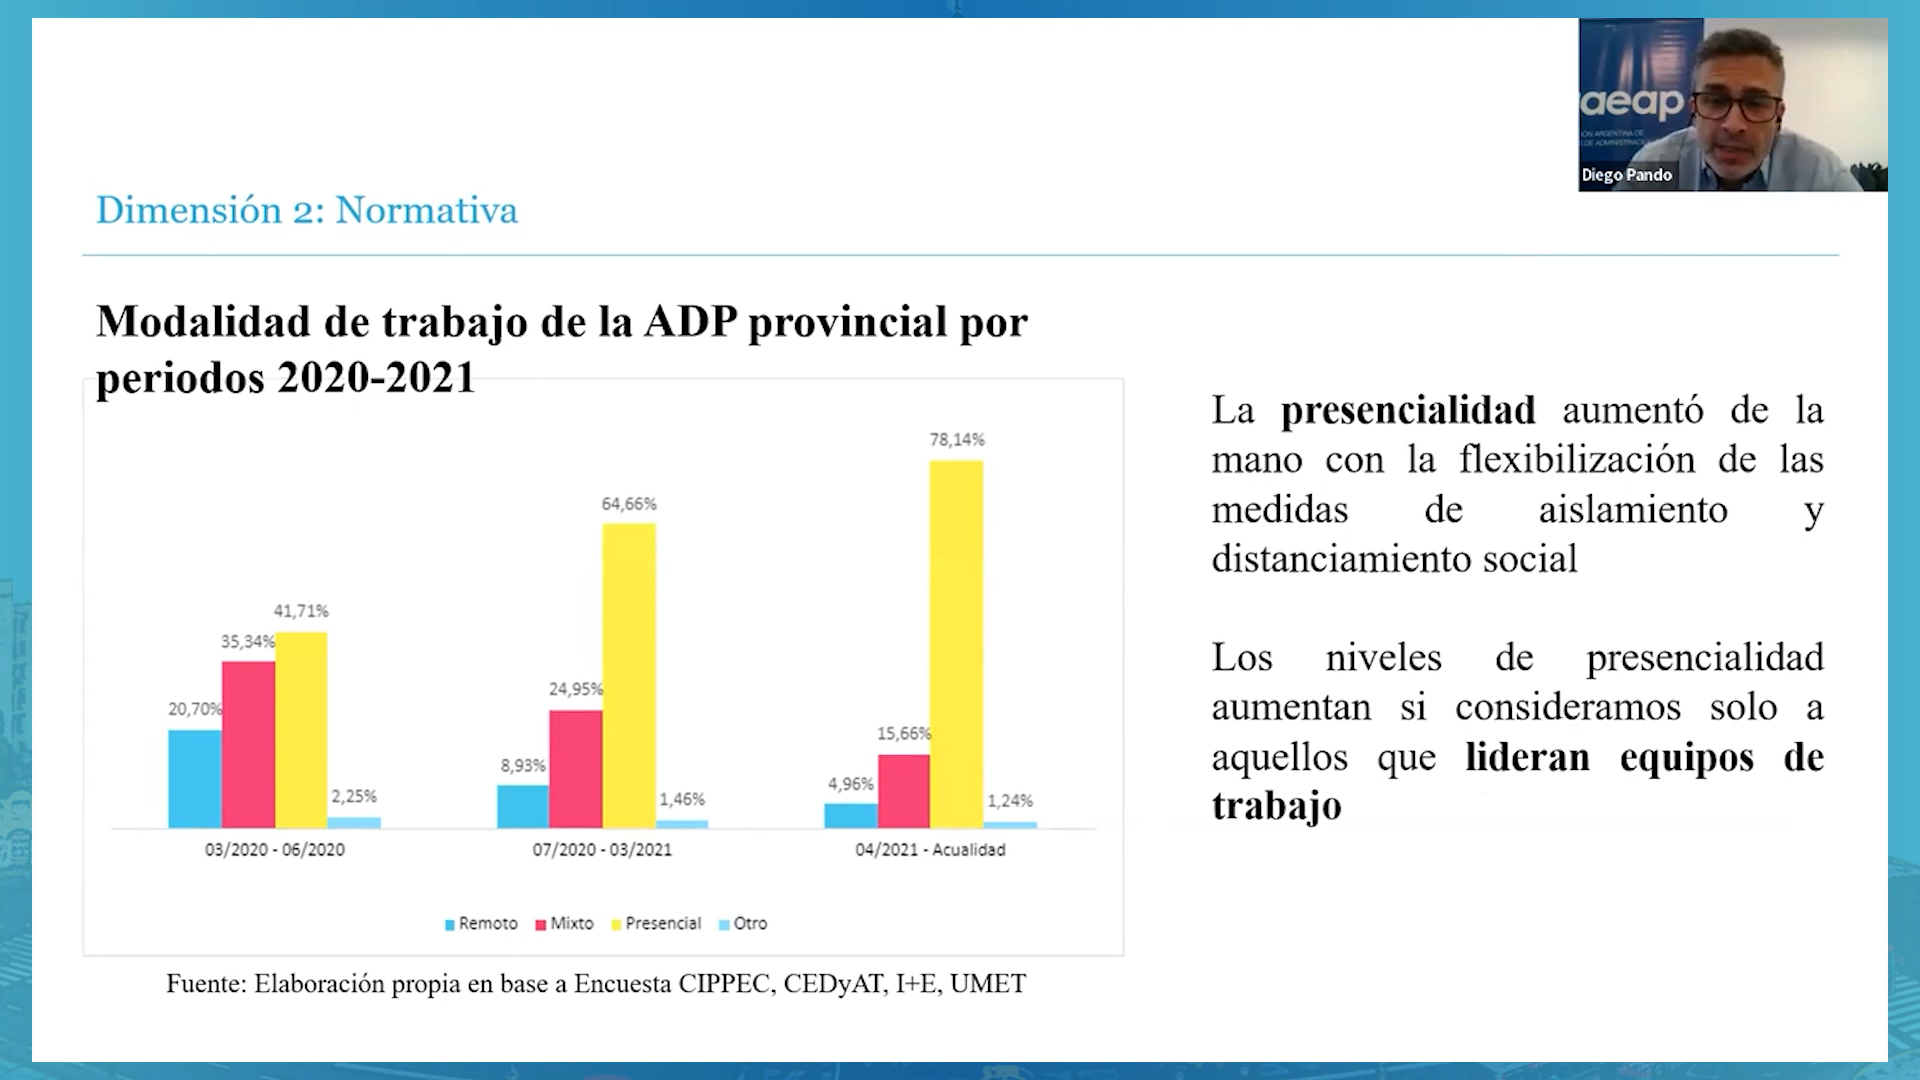 aeap
ION ARGENTINA DE
DE ADMINISTRACI
Diego Pando
Dimensión 2: Normativa
Modalidad de trabajo de la ADP provincial por
periodos 2020-2021
La presencialidad aumentó de la
mano con la flexibilización de las
medidas de aislamiento y
distanciamiento social
Los niveles de presencialidad
aumentan si consideramos solo a
aquellos que lideran equipos de
trabajo
20,70%
35,34%
41,71%
2,25%
8,93%
24,95%
64,66%
1,46%
4,96%
15,66%
78,14%
1,24%
03/2020 - 06/2020
07/2020 - 03/2021
04/2021 - Acualidad
Remoto Mixto Presencial Otro
Fuente: Elaboración propia en base a Encuesta CIPPEC, CEDyAT, I+E, UMET